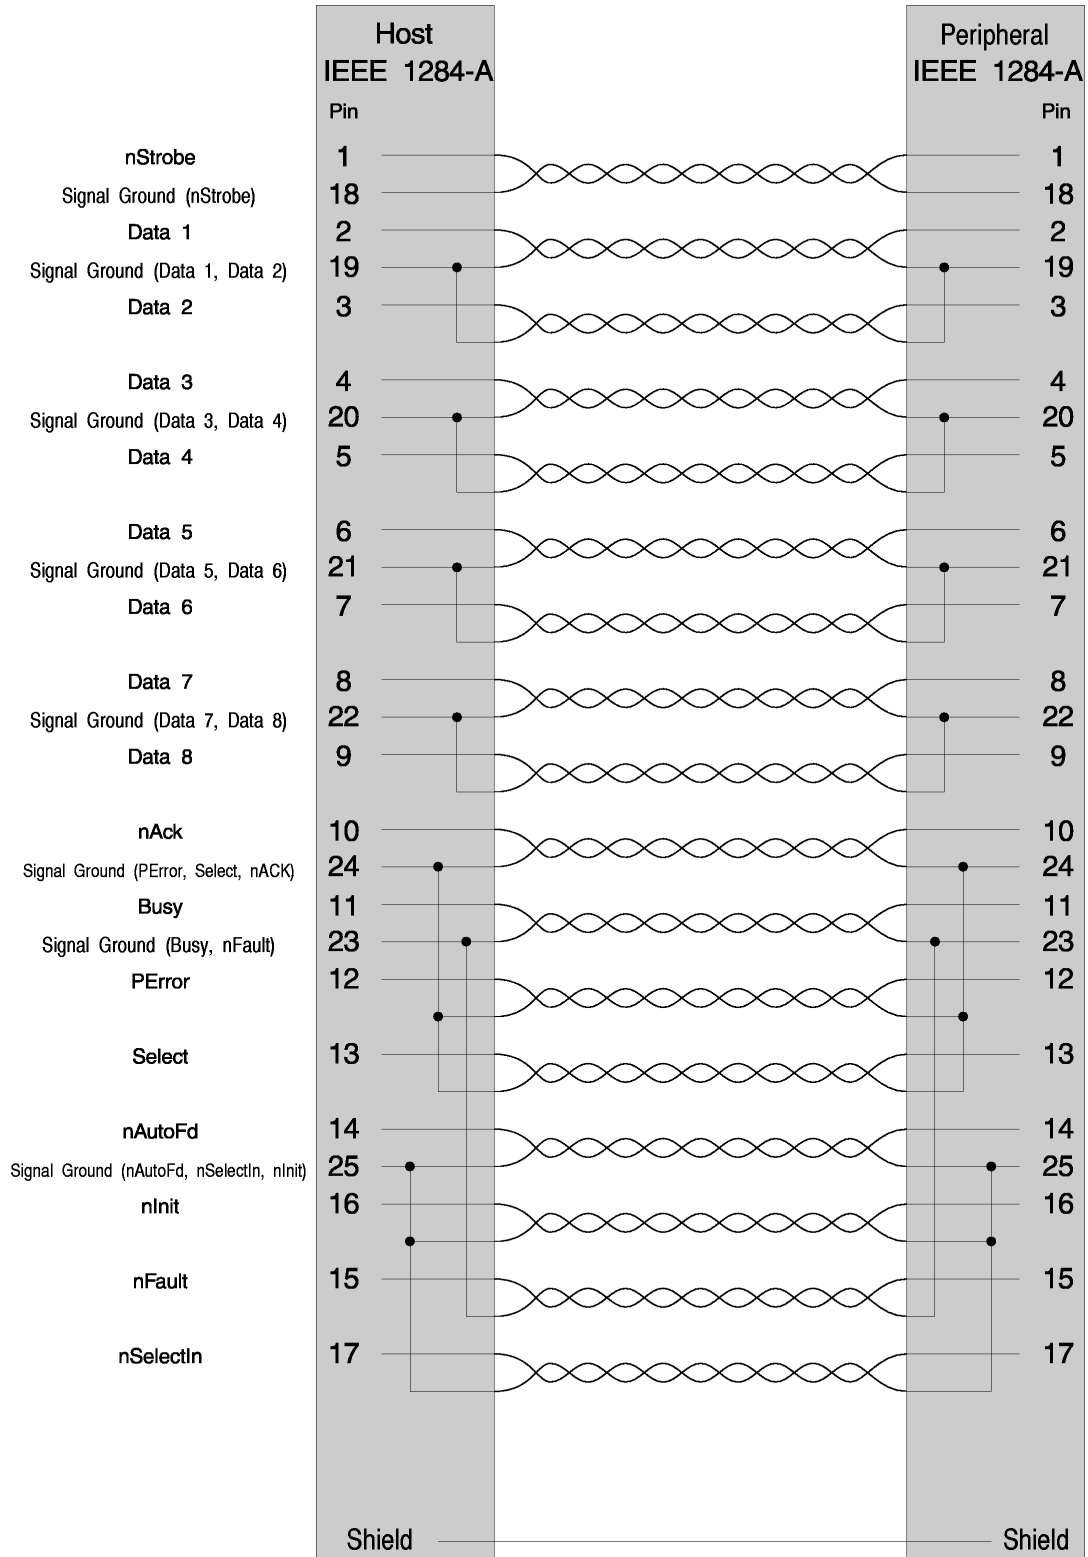 Host Peripheral
IEEE 1284-A IEEE 1284-A
Pin Pin
nStrobe 1 1
Signal Ground (nStrobe) 18 18
Data 1 2 2
Signal Ground (Data 1, Data 2) 19 19
Data 2 3 3
Data 3 4 4
Signal Ground (Data 3, Data 4) 20 20
Data 4 5 5
Data 5 6 6
Signal Ground (Data 5, Data 6) 21 21
Data 6 7 7
Data 7 8 8
Signal Ground (Data 7, Data 8) 22 22
Data 8 9 9
nAck 10 10
Signal Ground (PError, Select, nACK) 24 24
Busy 11 11
Signal Ground (Busy, nFault) 23 23
PError 12 12
Select 13 13
nAutoFd 14 14
Signal Ground (nAutoFd, nSelectIn, nInit) 25 25
nInit 16 16
nFault 15 15
nSelectIn 17 17
Shield Shield